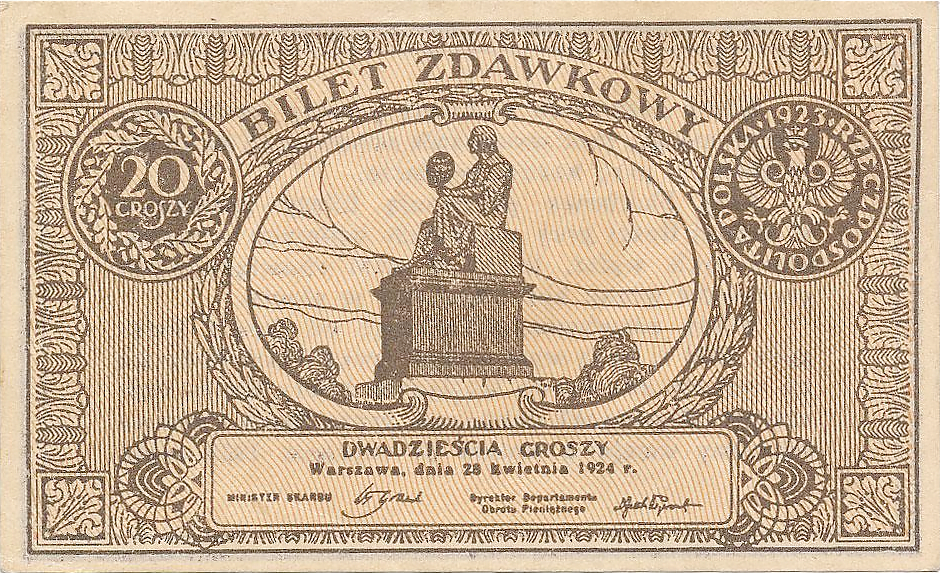 BILET ZDAWKOWY
20
GROSZY
POLSKA·1923·RZECZPOSPOLITA
DWADZIEŚCIA GROSZY
Warszawa, dnia 28 kwietnia 1924 r.
MINISTER SKARBU
Dyrektor Departamentu
Obrotu Pieniężnego